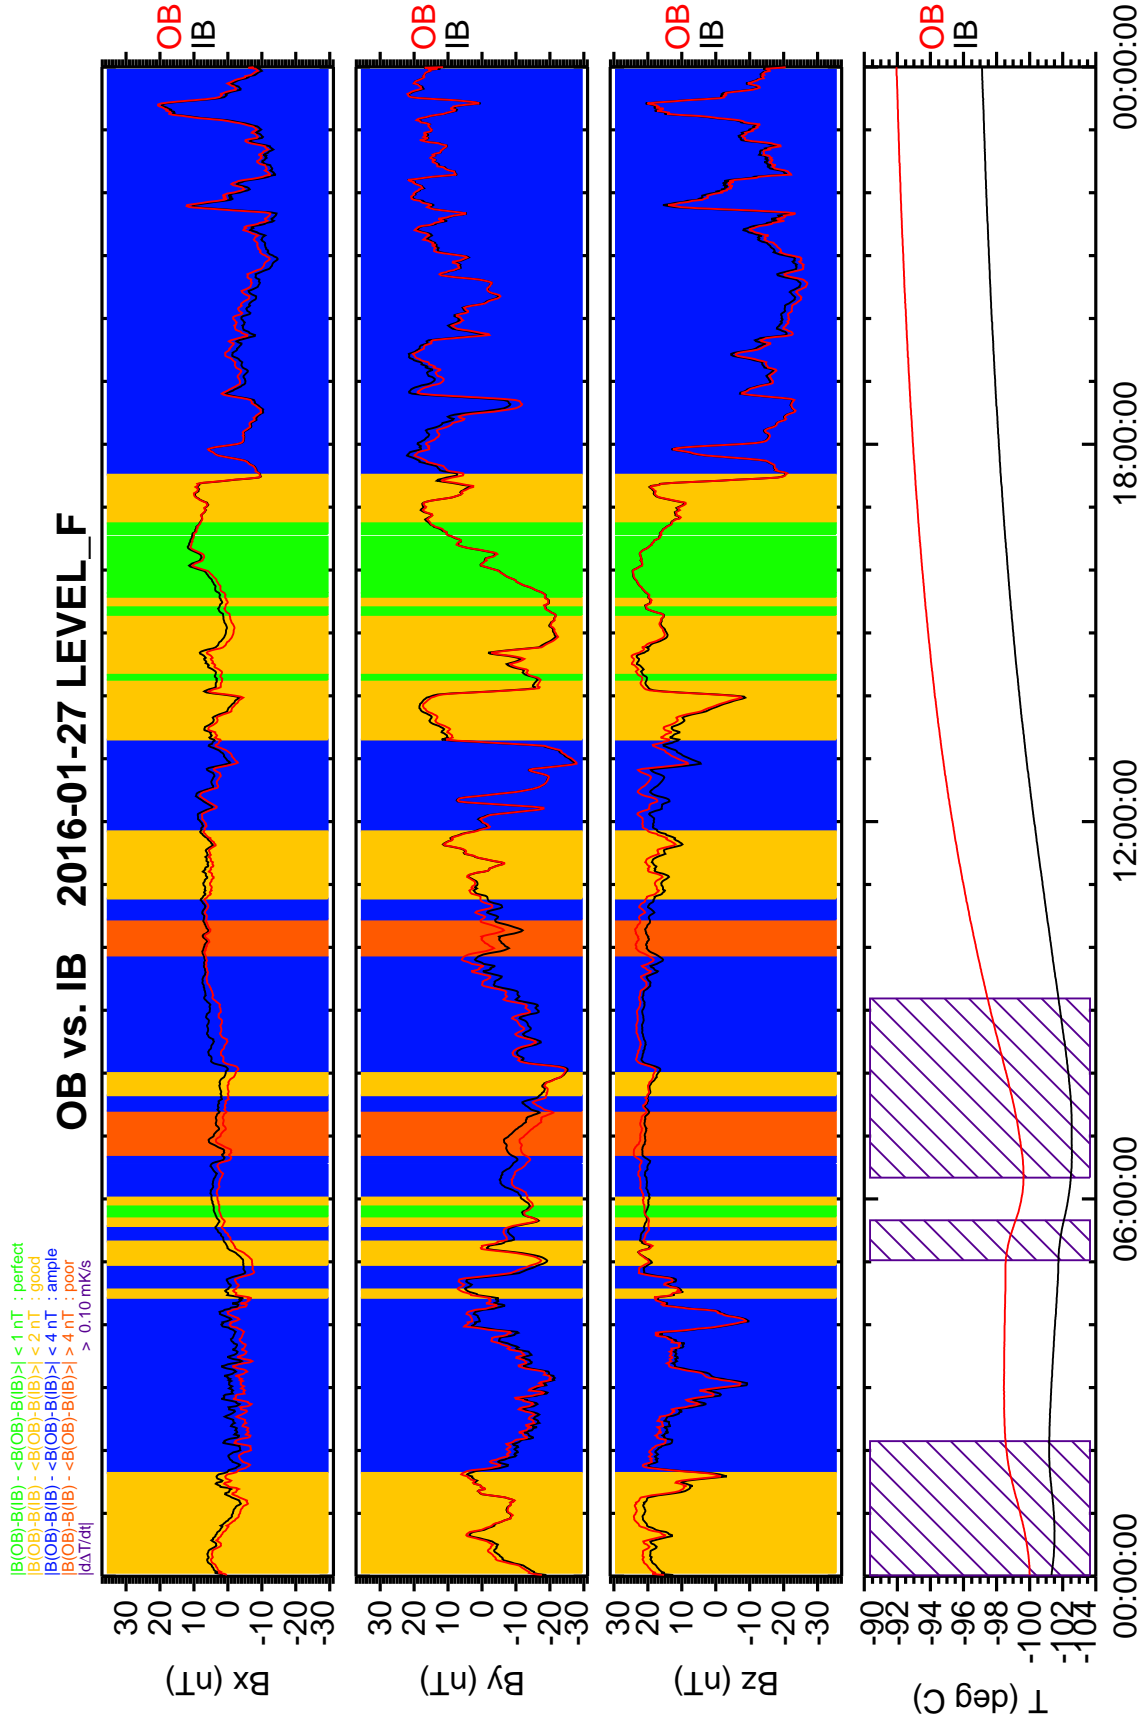 |B(OB)-B(IB) - <B(OB)-B(IB)>| < 1 nT : perfect
|B(OB)-B(IB) - <B(OB)-B(IB)>| < 2 nT : good
|B(OB)-B(IB) - <B(OB)-B(IB)>| < 4 nT : ample
|B(OB)-B(IB) - <B(OB)-B(IB)>| > 4 nT : poor
|dΔT/dt| > 0.10 mK/s
OB vs. IB 2016-01-27 LEVEL_F
Bx (nT)
30
20
10
0
-10
-20
-30
OB
IB
By (nT)
30
20
10
0
-10
-20
-30
OB
IB
Bz (nT)
30
20
10
0
-10
-20
-30
OB
IB
T (deg C)
-90
-92
-94
-96
-98
-100
-102
-104
OB
IB
00:00:00 06:00:00 12:00:00 18:00:00 00:00:00